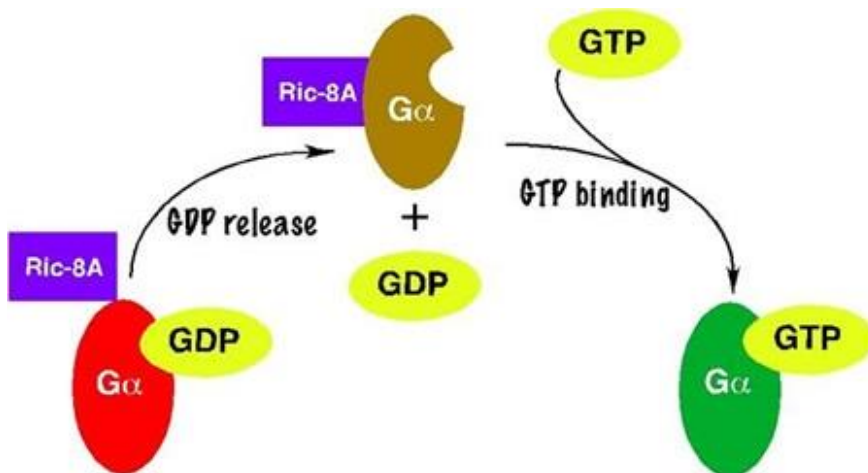 GTP
Ric-8A
Gα
GDP release
+
GTP binding
GDP
Ric-8A
GDP
Gα
GTP
Gα